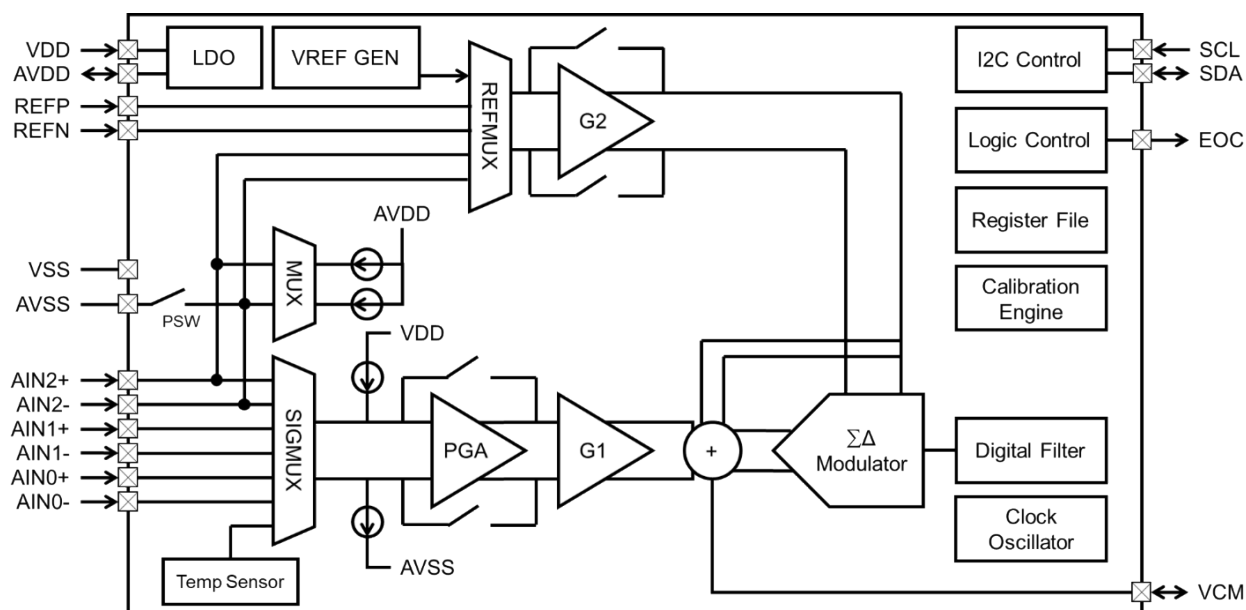 VDD
AVDD
REFP
REFN
VSS
AVSS
AIN2+
AIN2-
AIN1+
AIN1-
AIN0+
AIN0-
LDO
VREF GEN
REFMUX
G2
AVDD
MUX
PSW
VDD
SIGMUX
PGA
G1
+
AVSS
Temp Sensor
ΣΔ
Modulator
I2C Control
Logic Control
Register File
Calibration
Engine
Digital Filter
Clock
Oscillator
SCL
SDA
EOC
VCM